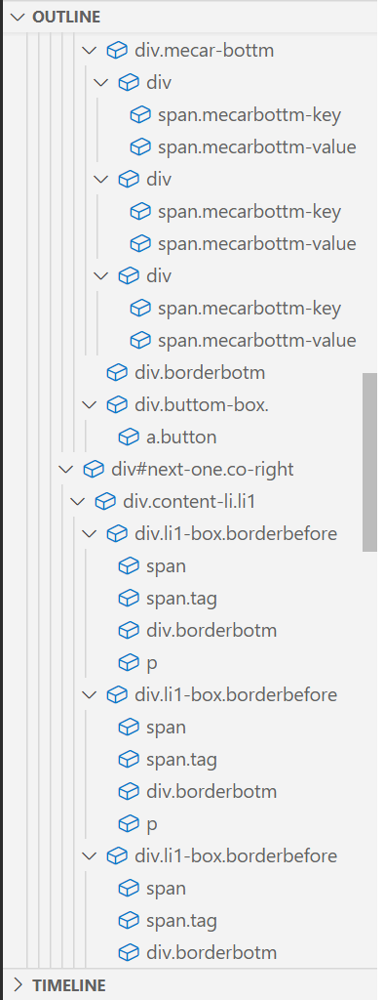 OUTLINE
div.mecar-bottm
div
span.mecarbottm-key
span.mecarbottm-value
div
span.mecarbottm-key
span.mecarbottm-value
div
span.mecarbottm-key
span.mecarbottm-value
div.borderbotm
div.buttom-box.
a.button
div#next-one.co-right
div.content-li.li1
div.li1-box.borderbefore
span
span.tag
div.borderbotm
p
div.li1-box.borderbefore
span
span.tag
div.borderbotm
p
div.li1-box.borderbefore
span
span.tag
div.borderbotm
TIMELINE